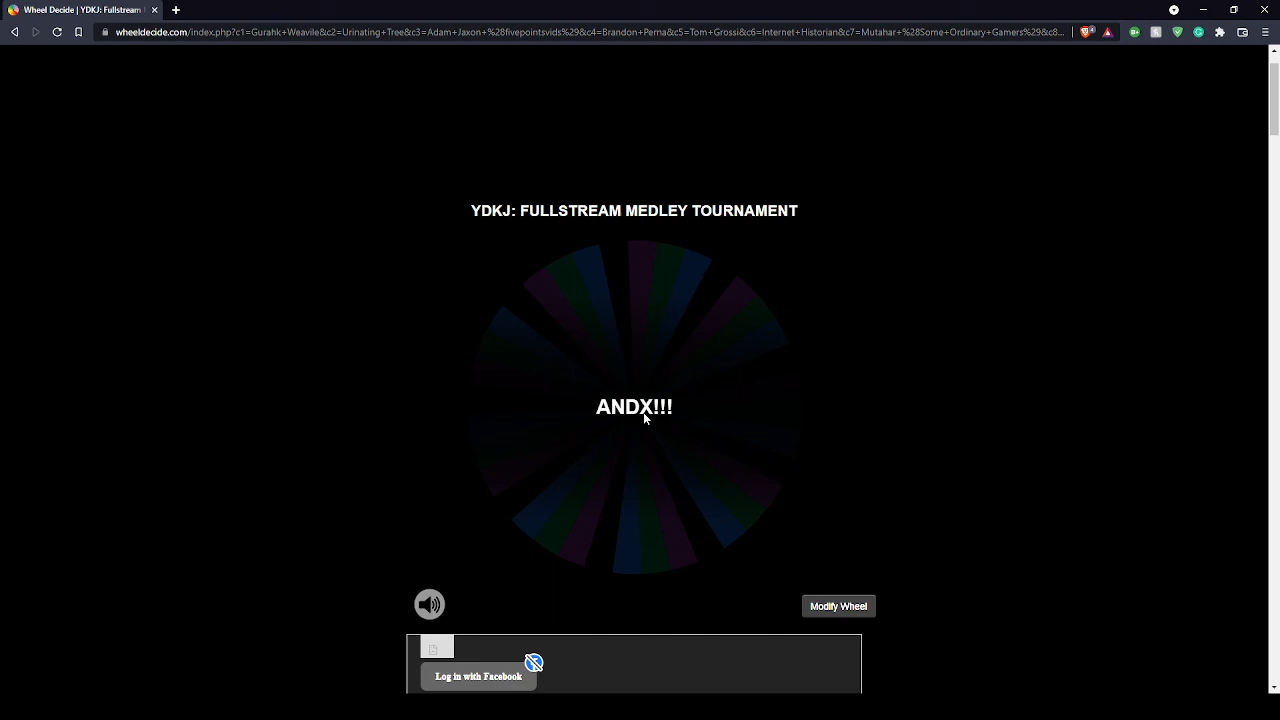 Wheel Decide | YDKJ: Fullstream
wheeldecide.com/index.php?c1=Gurahk+Weavile&c2=Urinating+Tree&c3=Adam+Jaxon+%28fivepointsvids%29&c4=Brandon+Perna&c5=Tom+Grossi&c6=Internet+Historian&c7=Mutahar+%28Some+Ordinary+Gamers%29&c8...
YDKJ: FULLSTREAM MEDLEY TOURNAMENT
ANDX!!!
Modify Wheel
Log in with Facebook